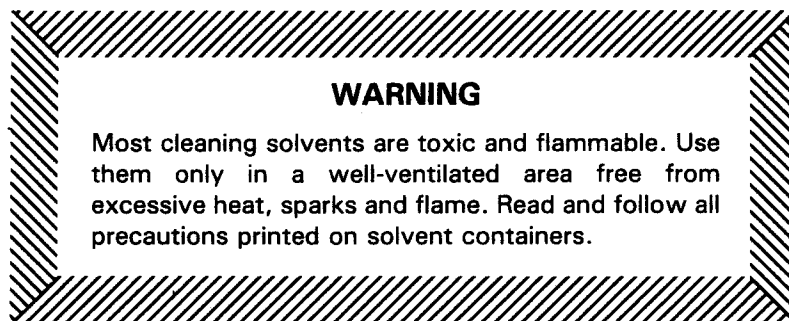 WARNING
Most cleaning solvents are toxic and flammable. Use
them only in a well-ventilated area free from
excessive heat, sparks and flame. Read and follow all
precautions printed on solvent containers.